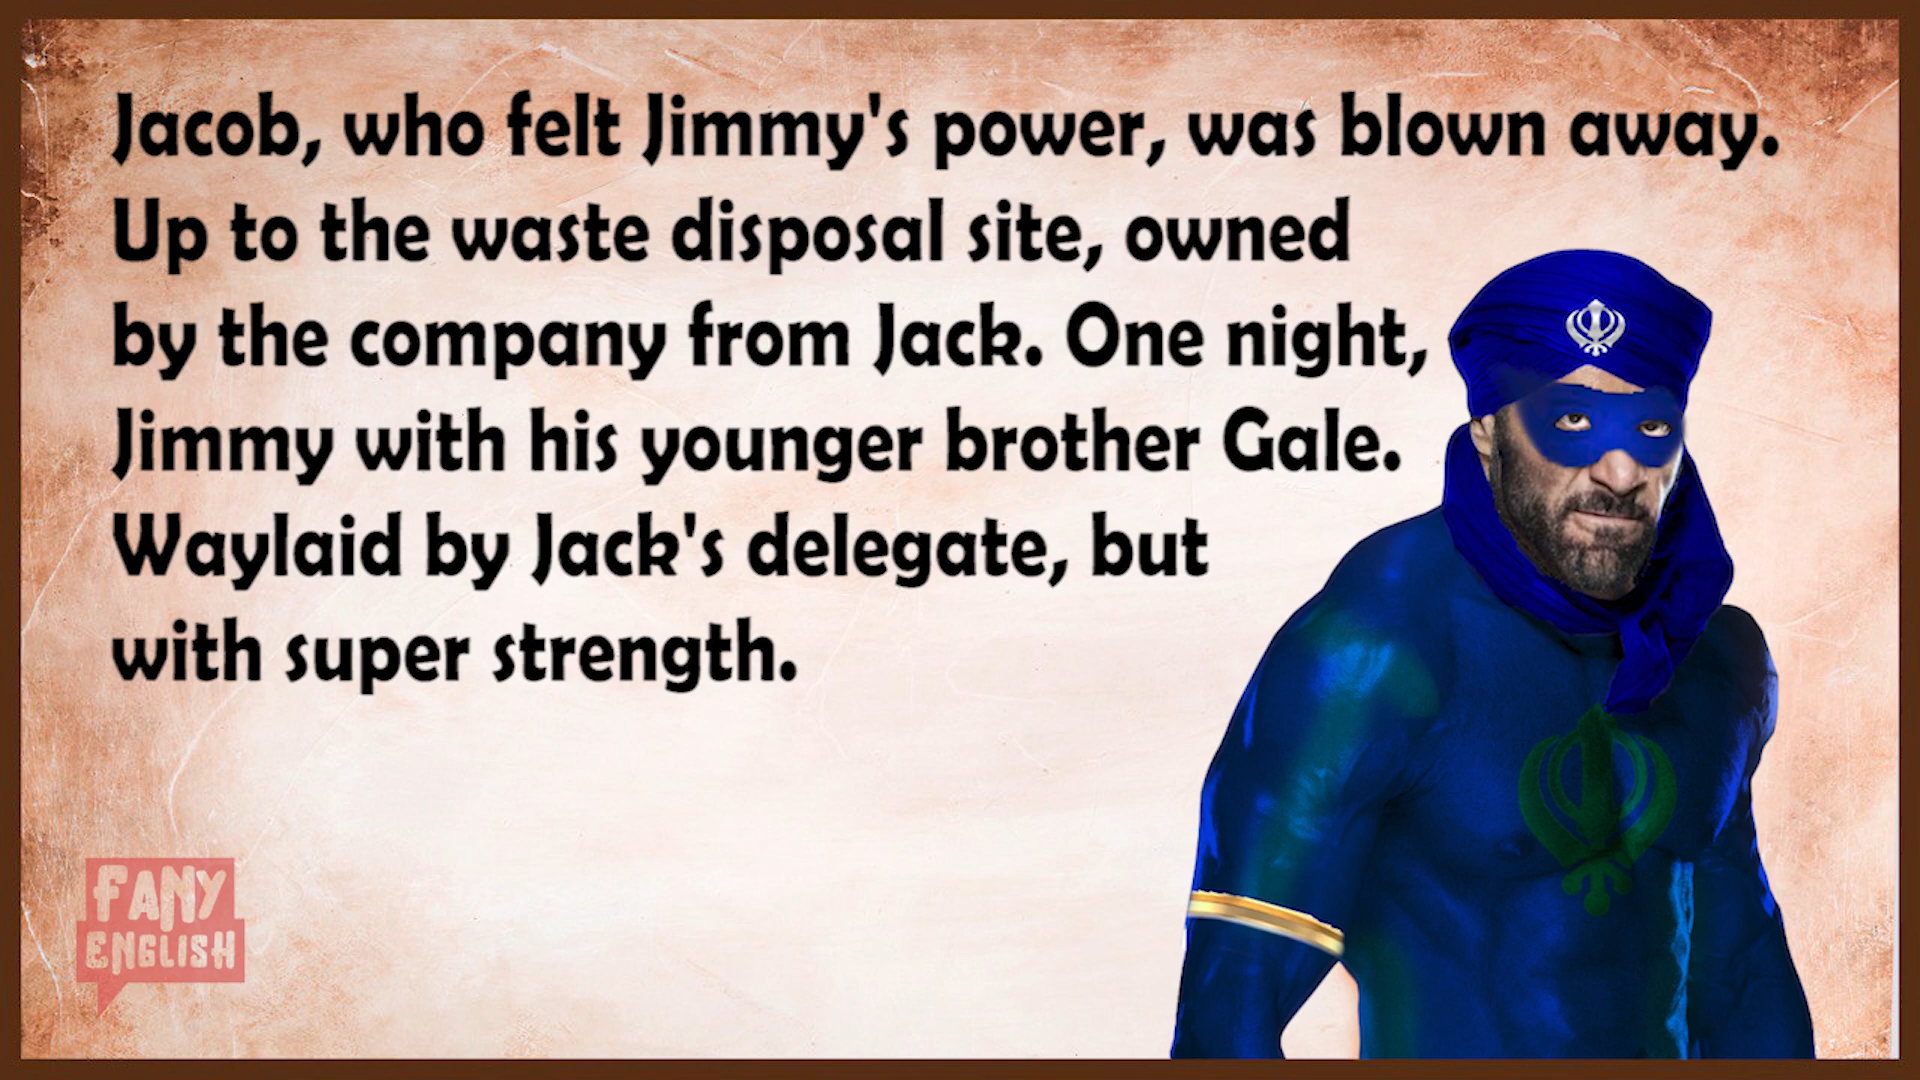 Jacob, who felt Jimmy's power, was blown away.
Up to the waste disposal site, owned
by the company from Jack. One night,
Jimmy with his younger brother Gale.
Waylaid by Jack's delegate, but
with super strength.
FANY
ENGLISH